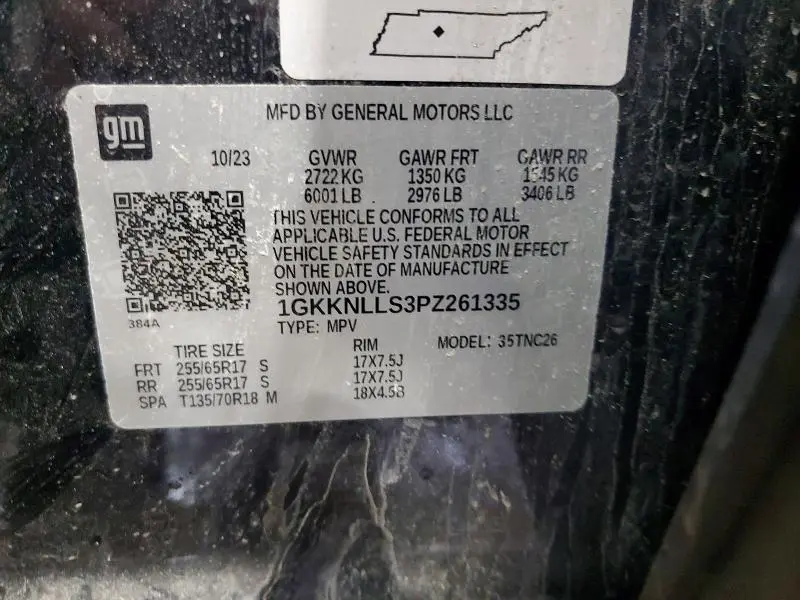 gm
MFD BY GENERAL MOTORS LLC
10/23 GVWR GAWR FRT GAWR RR
2722 KG 1350 KG 1545 KG
6001 LB 2976 LB 3406 LB
THIS VEHICLE CONFORMS TO ALL
APPLICABLE U.S. FEDERAL MOTOR
VEHICLE SAFETY STANDARDS IN EFFECT
ON THE DATE OF MANUFACTURE
SHOWN ABOVE.
1GKKNLLS3PZ261335
384A
TYPE: MPV
MODEL: 35TNC26
TIRE SIZE RIM
FRT 255/65R17 S 17X7.5J
RR 255/65R17 S 17X7.5J
SPA T135/70R18 M 18X4.5B